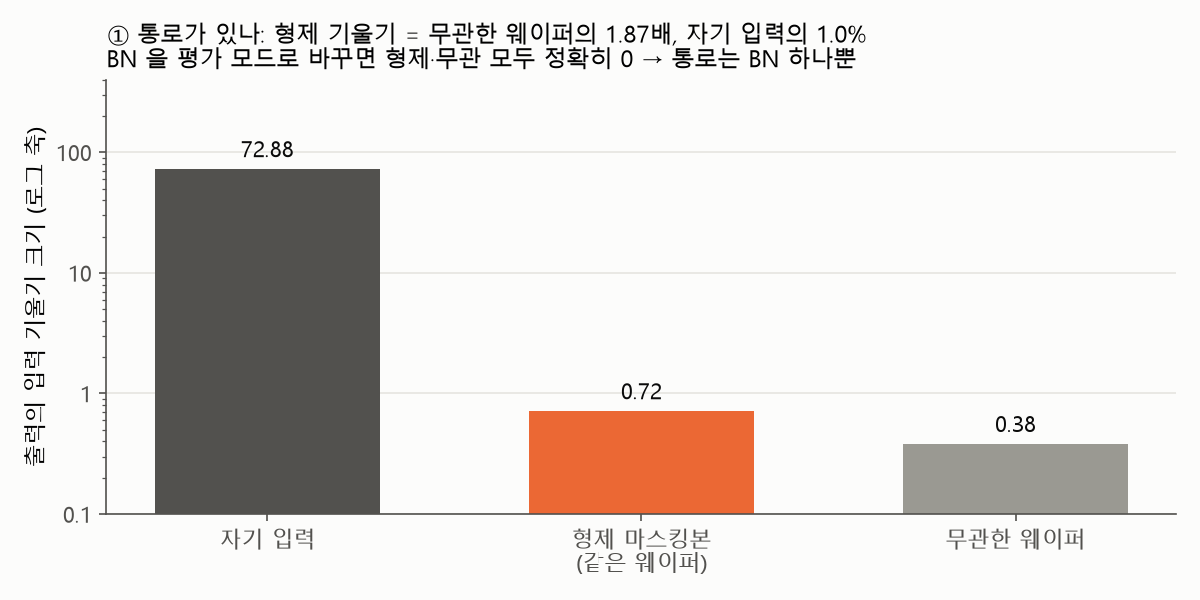 ① 통로가 있나: 형제 기울기 = 무관한 웨이퍼의 1.87배, 자기 입력의 1.0%
BN 을 평가 모드로 바꾸면 형제·무관 모두 정확히 0 → 통로는 BN 하나뿐
출력의 입력 기울기 크기 (로그 축)
100
10
1
0.1
72.88
0.72
0.38
자기 입력
형제 마스킹본
(같은 웨이퍼)
무관한 웨이퍼